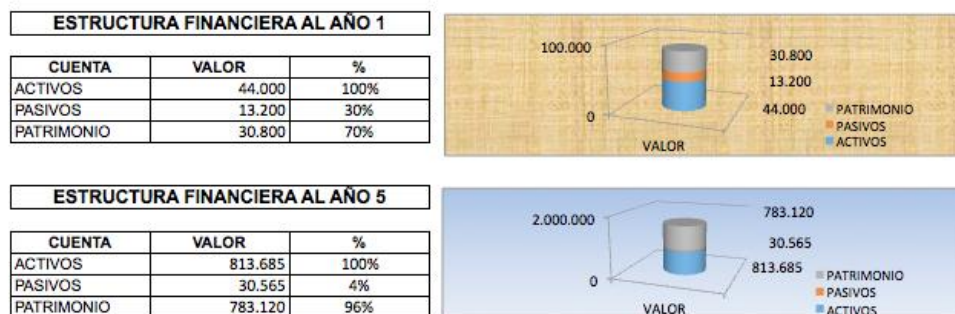 ESTRUCTURA FINANCIERA AL AÑO 1
CUENTA VALOR %
ACTIVOS 44.000 100%
PASIVOS 13.200 30%
PATRIMONIO 30.800 70%
100.000
0
VALOR
30.800
13.200
44.000
PATRIMONIO
PASIVOS
ACTIVOS
ESTRUCTURA FINANCIERA AL AÑO 5
CUENTA VALOR %
ACTIVOS 813.685 100%
PASIVOS 30.565 4%
PATRIMONIO 783.120 96%
2.000.000
0
VALOR
783.120
30.565
813.685
PATRIMONIO
PASIVOS
ACTIVOS